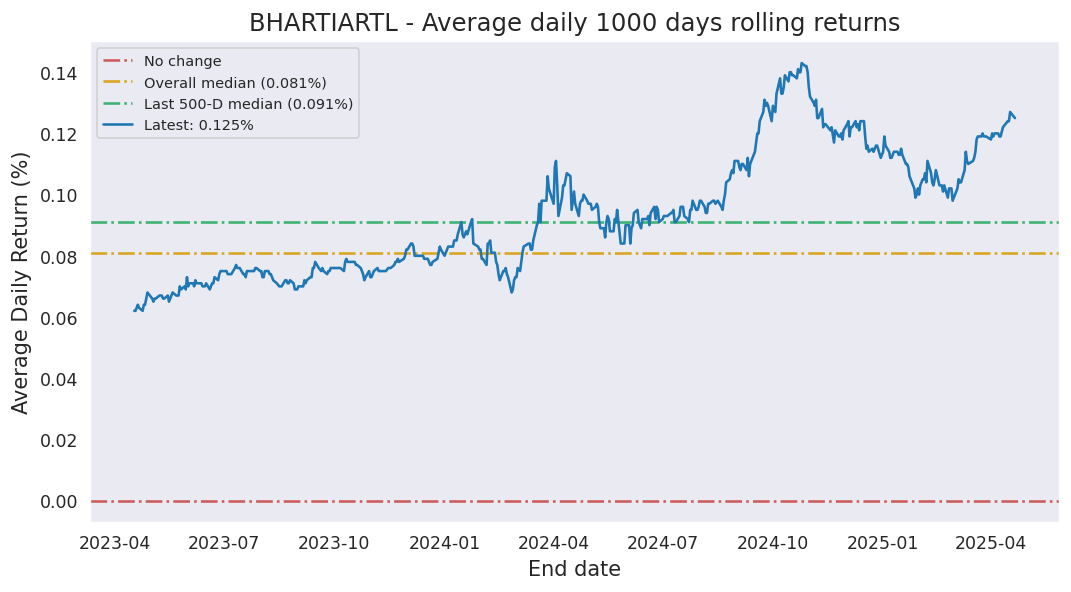 BHARTIARTL - Average daily 1000 days rolling returns
No change
Overall median (0.081%)
Last 500-D median (0.091%)
Latest: 0.125%
Average Daily Return (%)
0.14
0.12
0.10
0.08
0.06
0.04
0.02
0.00
2023-04 2023-07 2023-10 2024-01 2024-04 2024-07 2024-10 2025-01 2025-04
End date